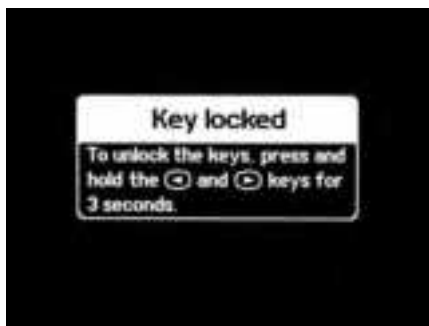 Key locked
To unlock the keys, press and
hold the ◄ and ► keys for
3 seconds.